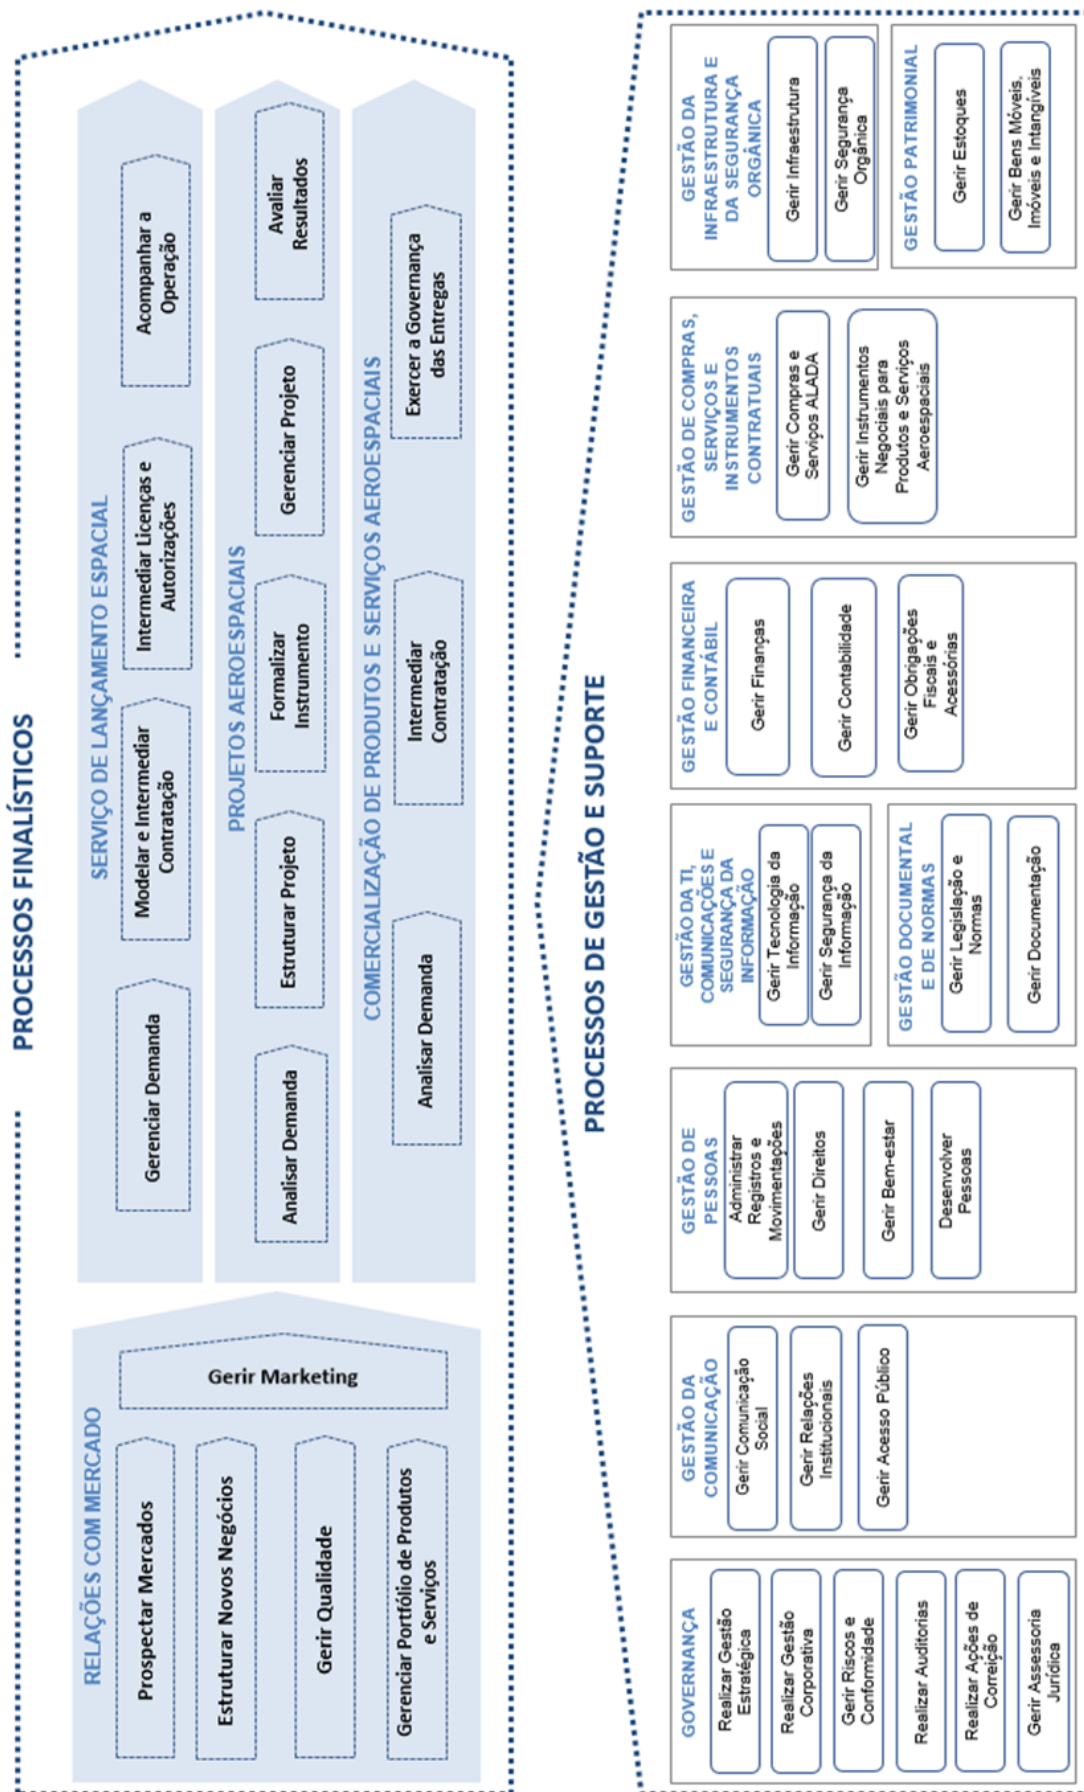 PROCESSOS FINALÍSTICOS
RELAÇÕES COM MERCADO
Prospectar Mercados
Estruturar Novos Negócios
Gerir Qualidade
Gerenciar Portfólio de Produtos
e Serviços
Gerir Marketing
SERVIÇO DE LANÇAMENTO ESPACIAL
Gerenciar Demanda
Modelar e Intermediar
Contratação
Intermediar Licenças e
Autorizações
Acompanhar a
Operação
PROJETOS AEROESPACIAIS
Analisar Demanda
Estruturar Projeto
Formalizar
Instrumento
Gerenciar Projeto
Avaliar
Resultados
COMERCIALIZAÇÃO DE PRODUTOS E SERVIÇOS AEROESPACIAIS
Analisar Demanda
Intermediar
Contratação
Exercer a Governança
das Entregas
PROCESSOS DE GESTÃO E SUPORTE
GOVERNANÇA
Realizar Gestão
Estratégica
Realizar Gestão
Corporativa
Gerir Riscos e
Conformidade
Realizar Auditorias
Realizar Ações de
Correição
Gerir Assessoria
Jurídica
GESTÃO DA
COMUNICAÇÃO
Gerir Comunicação
Social
Gerir Relações
Institucionais
Gerir Acesso Público
GESTÃO DE
PESSOAS
Administrar
Registros e
Movimentações
Gerir Direitos
Gerir Bem-estar
Desenvolver
Pessoas
GESTÃO DA TI,
COMUNICAÇÕES E
SEGURANÇA DA
INFORMAÇÃO
Gerir Tecnologia da
Informação
Gerir Segurança da
Informação
GESTÃO DOCUMENTAL
E DE NORMAS
Gerir Legislação e
Normas
Gerir Documentação
GESTÃO FINANCEIRA
E CONTÁBIL
Gerir Finanças
Gerir Contabilidade
Gerir Obrigações
Fiscais e
Acessórias
GESTÃO DE COMPRAS,
SERVIÇOS E
INSTRUMENTOS
CONTRATUAIS
Gerir Compras e
Serviços ALADA
Gerir Instrumentos
Negociais para
Produtos e Serviços
Aeroespaciais
GESTÃO DA
INFRAESTRUTURA E
DA SEGURANÇA
ORGÂNICA
Gerir Infraestrutura
Gerir Segurança
Orgânica
GESTÃO PATRIMONIAL
Gerir Estoques
Gerir Bens Móveis,
Imóveis e Intangíveis